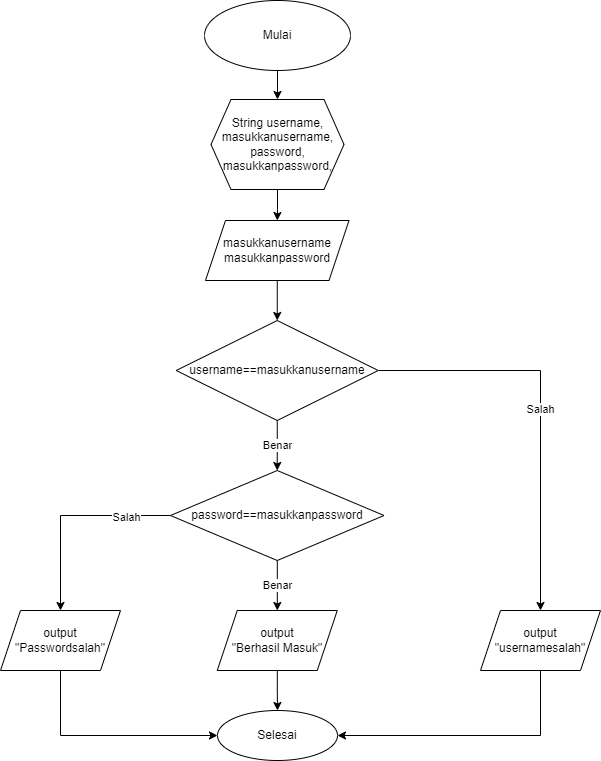 Mulai
String username,
masukkanusername,
password,
masukkanpassword,
masukkanusername
masukkanpassword
username==masukkanusername
Salah
Benar
password==masukkanpassword
Salah
Benar
output
"Passwordsalah"
output
"Berhasil Masuk"
output
"usernamesalah"
Selesai